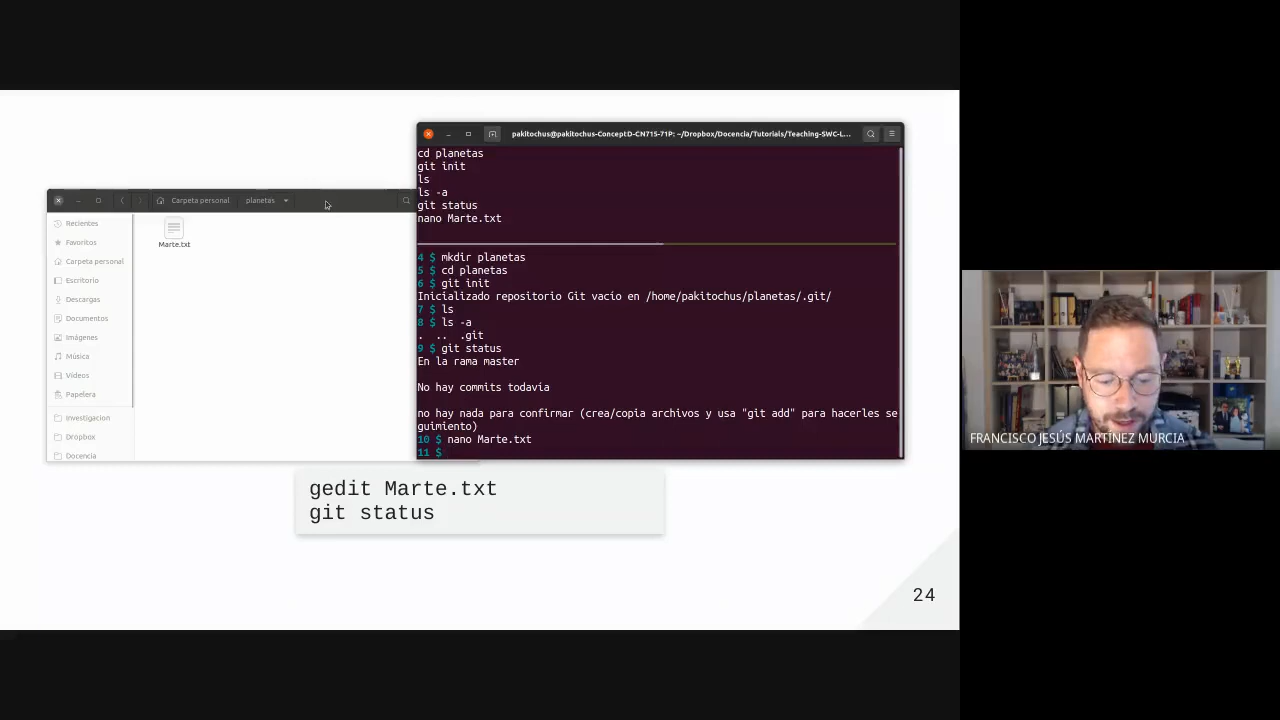 Carpeta personal planetas
Recientes
Favoritos
Carpeta personal
Escritorio
Descargas
Documentos
Imágenes
Música
Vídeos
Papelera
Investigacion
Dropbox
Docencia
Marte.txt
pakitochus@pakitochus-ConceptD-CN715-71P: ~/Dropbox/Docencia/Tutorials/Teaching-SWC-L...
cd planetas
git init
ls
ls -a
git status
nano Marte.txt
4 $ mkdir planetas
5 $ cd planetas
6 $ git init
Inicializado repositorio Git vacío en /home/pakitochus/planetas/.git/
7 $ ls
8 $ ls -a
. .. .git
9 $ git status
En la rama master
No hay commits todavía
no hay nada para confirmar (crea/copia archivos y usa "git add" para hacerles se
guimiento)
10 $ nano Marte.txt
11 $
gedit Marte.txt
git status
24
FRANCISCO JESÚS MARTÍNEZ MURCIA